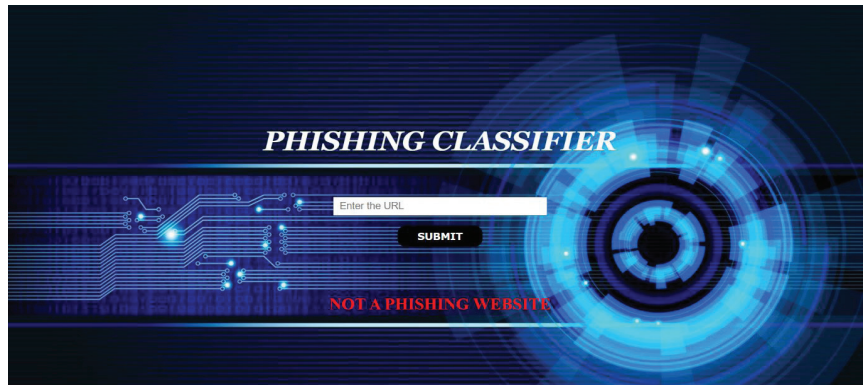 PHISHING CLASSIFIER
Enter the URL
SUBMIT
NOT A PHISHING WEBSITE